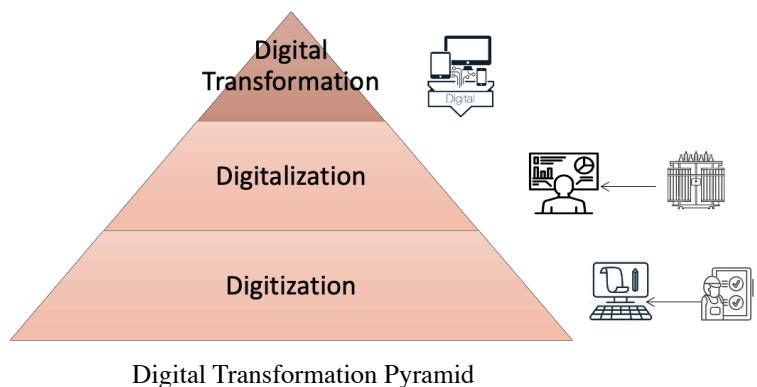 Digital
Transformation
Digital
Digitalization
Digitization
Digital Transformation Pyramid